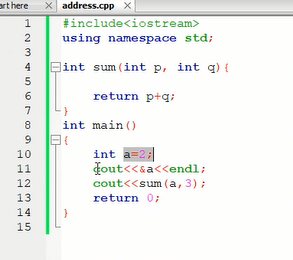 art here × address.cpp ×
1 #include<iostream>
2 using namespace std;
3
4 int sum(int p, int q){
5
6 return p+q;
7 }
8 int main()
9 {
10 int a=2;
11 cout<<&a<<endl;
12 cout<<sum(a,3);
13 return 0;
14 }
15